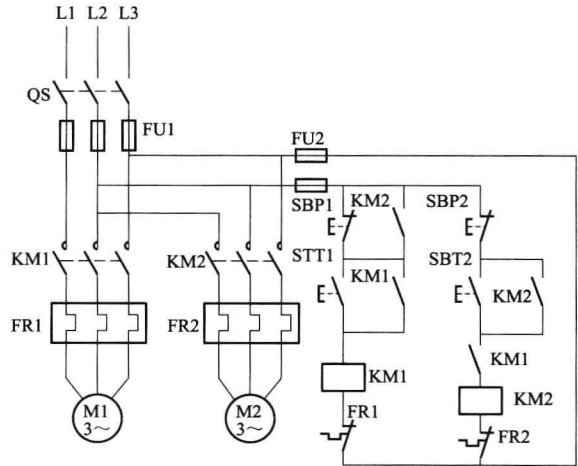 L1 L2 L3
QS
FU1
FU2
SBP1 KM2 SBP2
STT1 SBT2
KM1 KM2 KM1 KM2
FR1 FR2
KM1
KM1 KM2
FR1 FR2
M1 M2
3～ 3～